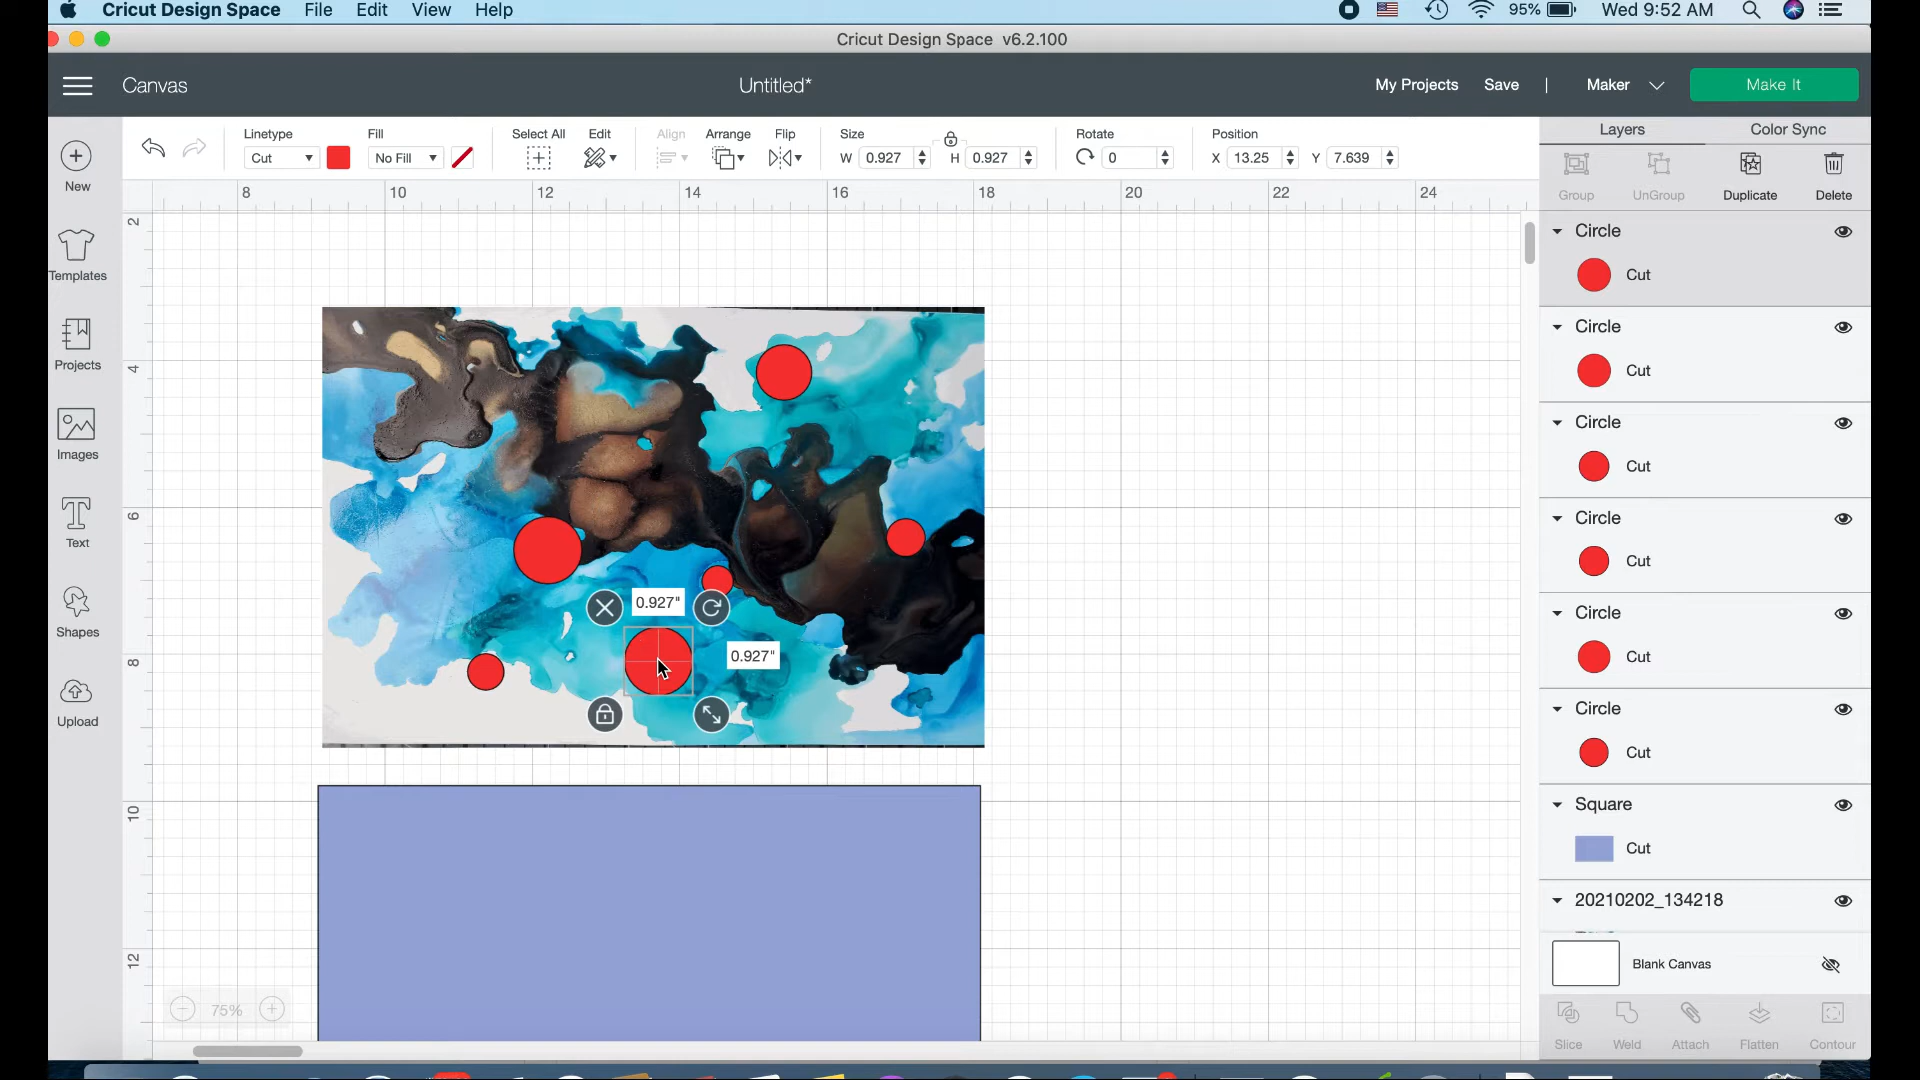 Cricut Design Space File Edit View Help 95% Wed 9:52 AM
Cricut Design Space v6.2.100
Canvas Untitled* My Projects Save | Maker Make It
Linetype Fill Select All Edit Align Arrange Flip Size Rotate Position Layers Color Sync
Cut No Fill W 0.927 H 0.927 0 X 13.25 Y 7.639
Group UnGroup Duplicate Delete
8 10 12 14 16 18 20 22 24
2
4
6
8
10
12
New
Templates
Projects
Images
Text
Shapes
Upload
0.927"
0.927"
75%
Circle
Cut
Circle
Cut
Circle
Cut
Circle
Cut
Circle
Cut
Circle
Cut
Square
Cut
20210202_134218
Blank Canvas
Slice Weld Attach Flatten Contour